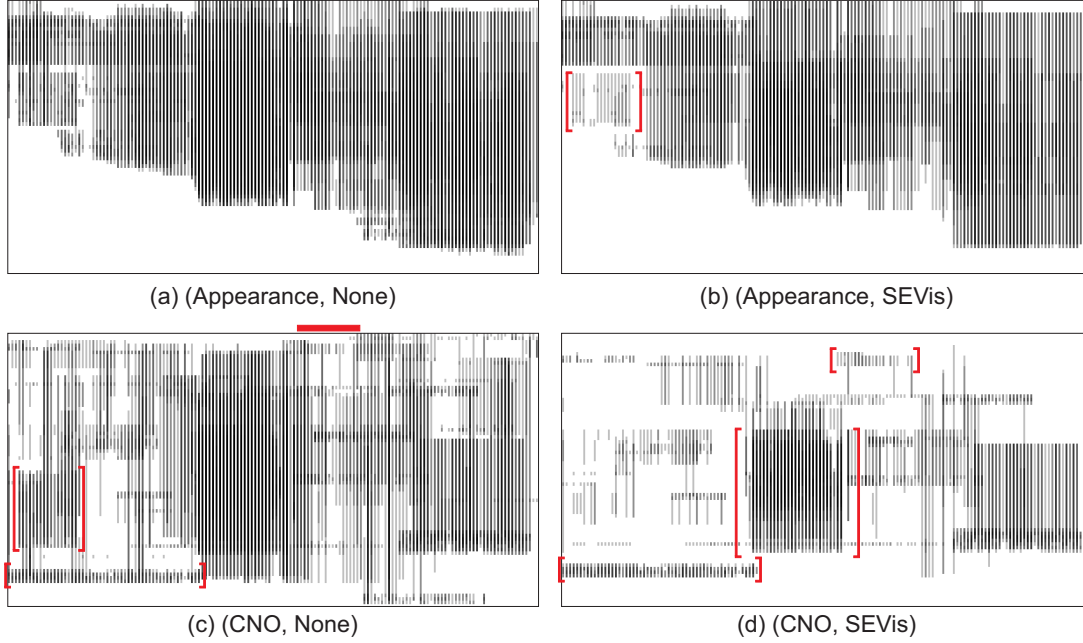 (a) (Appearance, None)
(b) (Appearance, SEVis)
(c) (CNO, None)
(d) (CNO, SEVis)